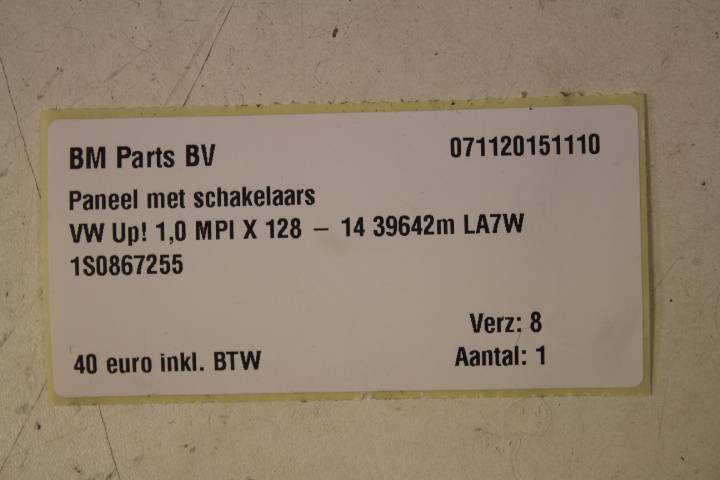 BM Parts BV 071120151110
Paneel met schakelaars
VW Up! 1,0 MPI X 128 – 14 39642m LA7W
1S0867255
Verz: 8
40 euro inkl. BTW Aantal: 1